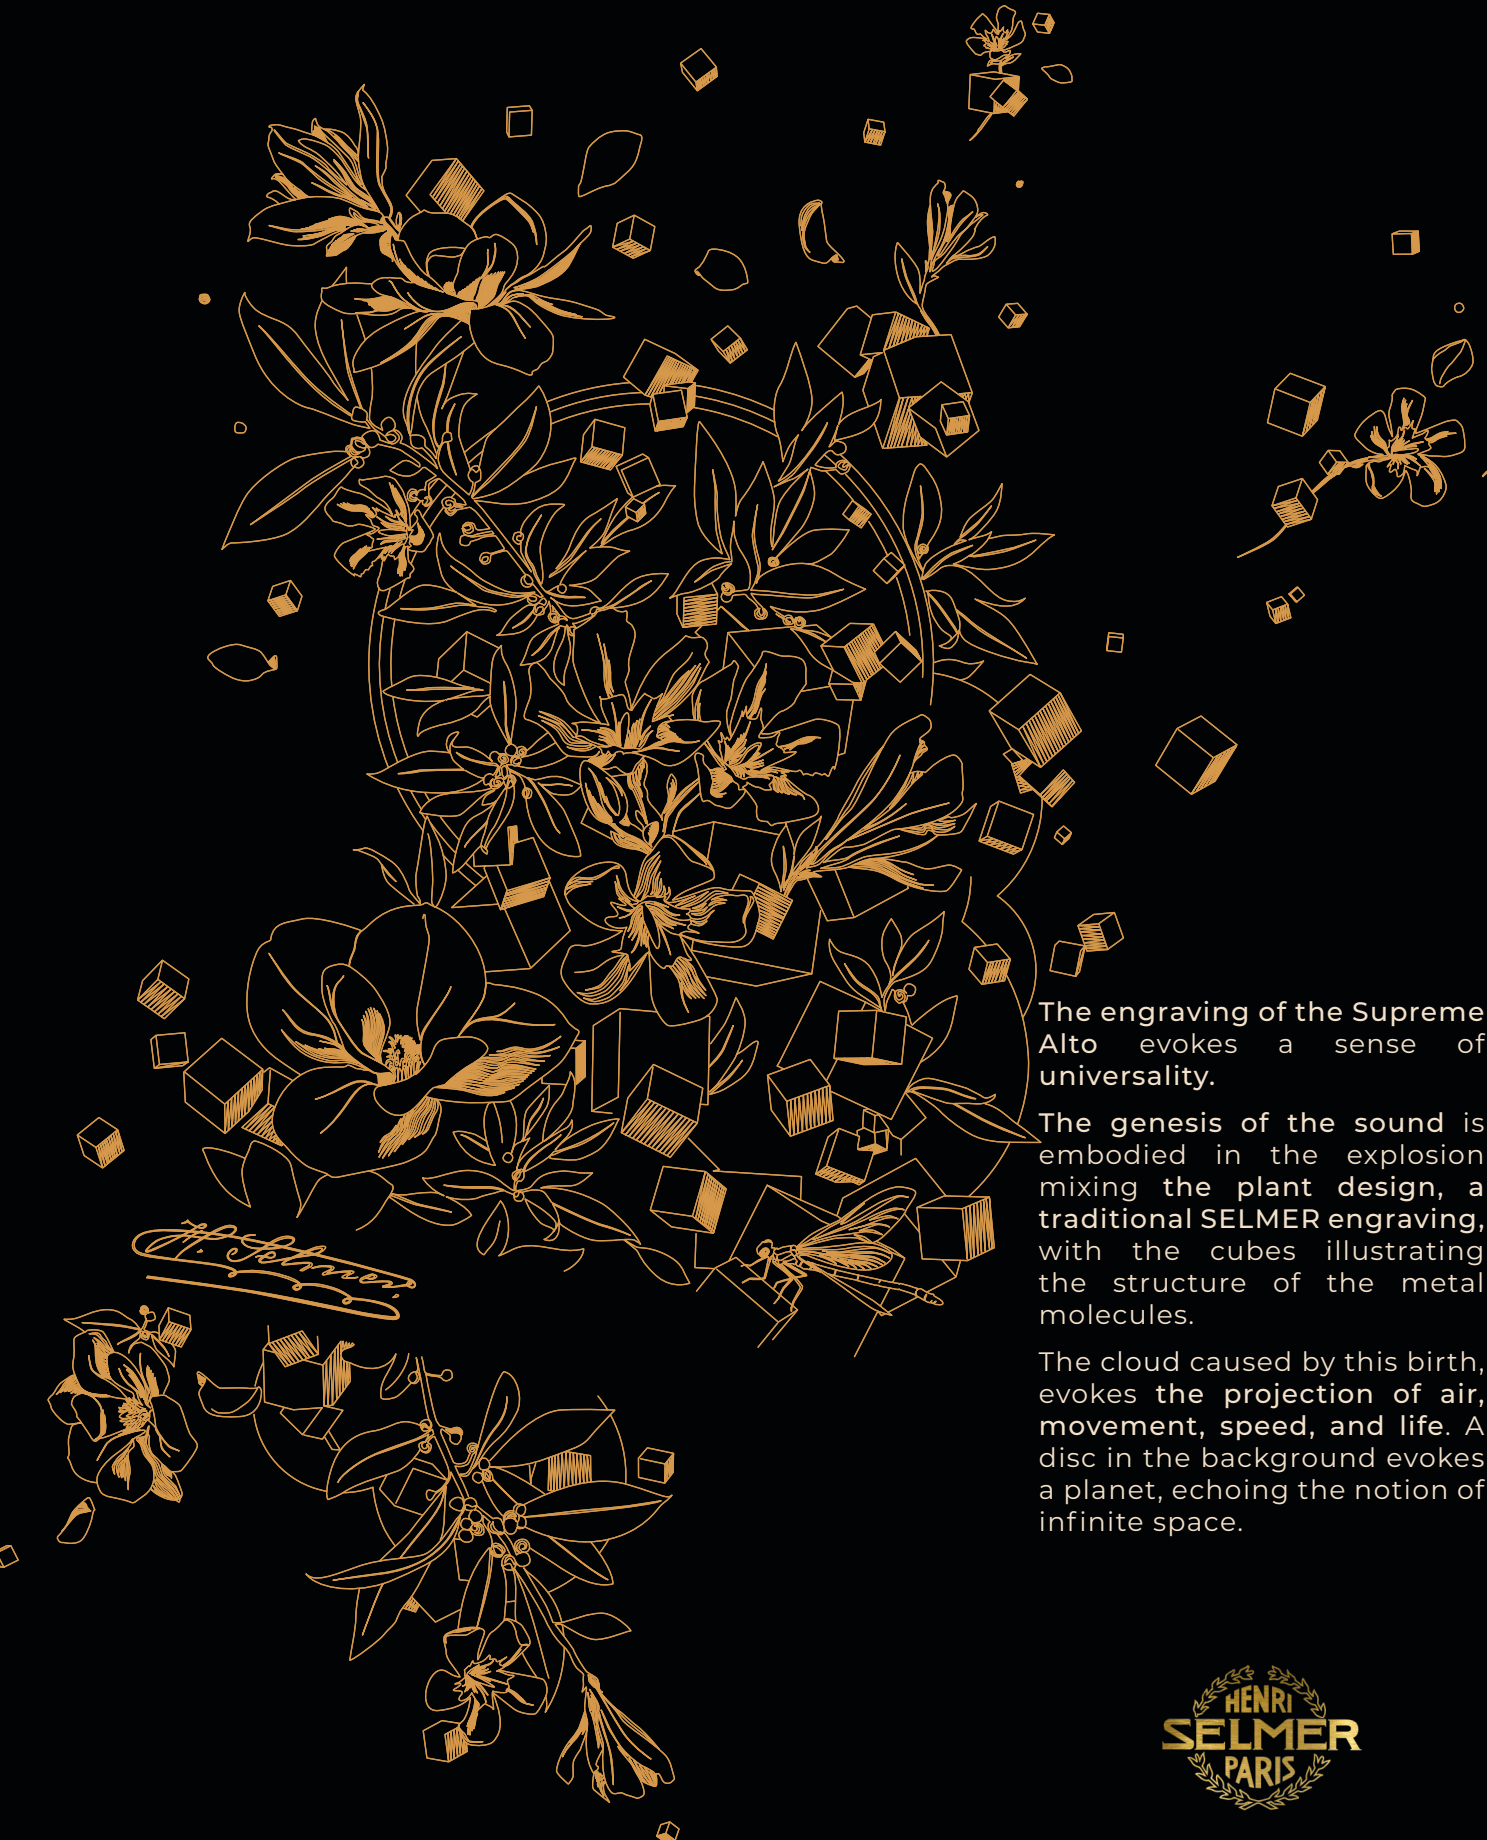 The engraving of the Supreme
Alto evokes a sense of
universality.
The genesis of the sound is
embodied in the explosion
mixing the plant design, a
traditional SELMER engraving,
with the cubes illustrating
the structure of the metal
molecules.
H. Selmer
The cloud caused by this birth,
evokes the projection of air,
movement, speed, and life. A
disc in the background evokes
a planet, echoing the notion of
infinite space.
HENRI
SELMER
PARIS